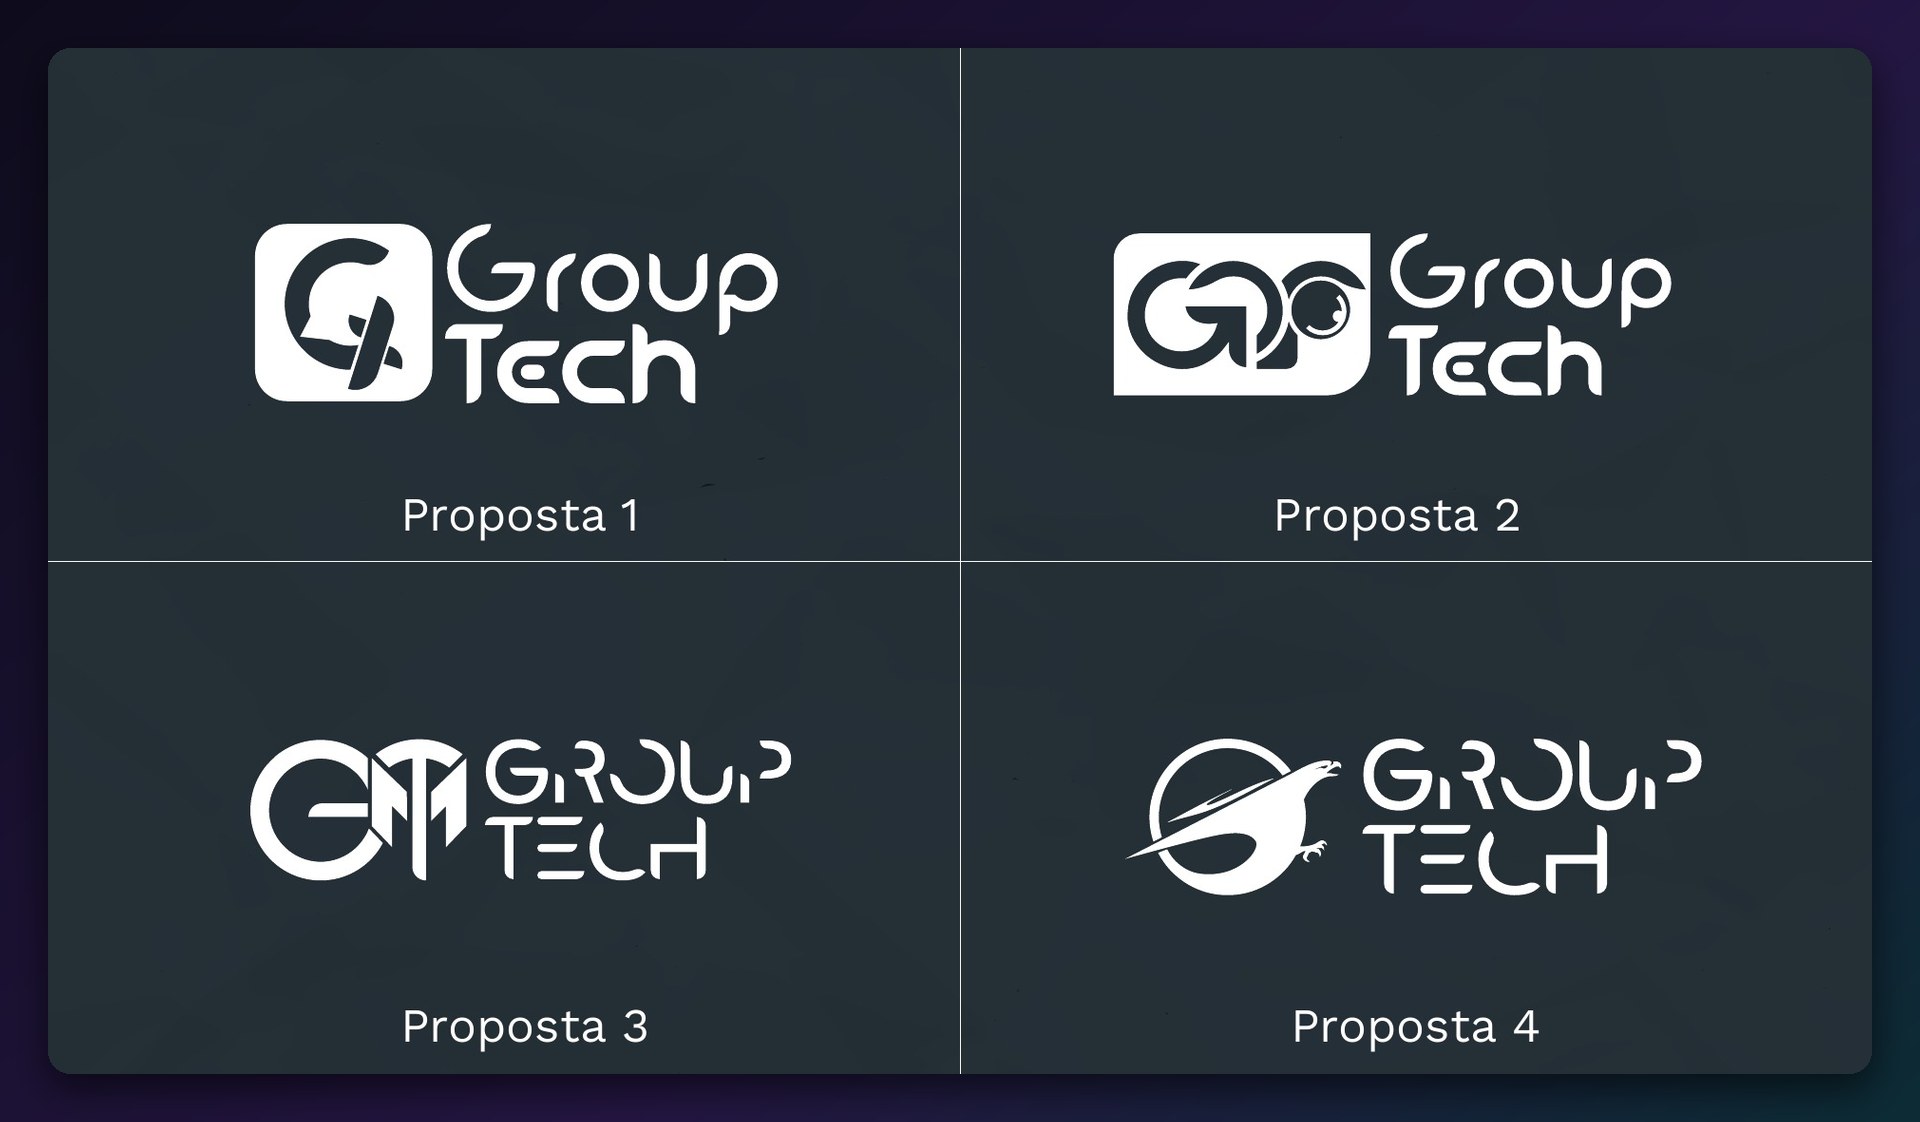 Group
Tech
Proposta 1
Group
Tech
Proposta 2
GROUP
TECH
Proposta 3
GROUP
TECH
Proposta 4